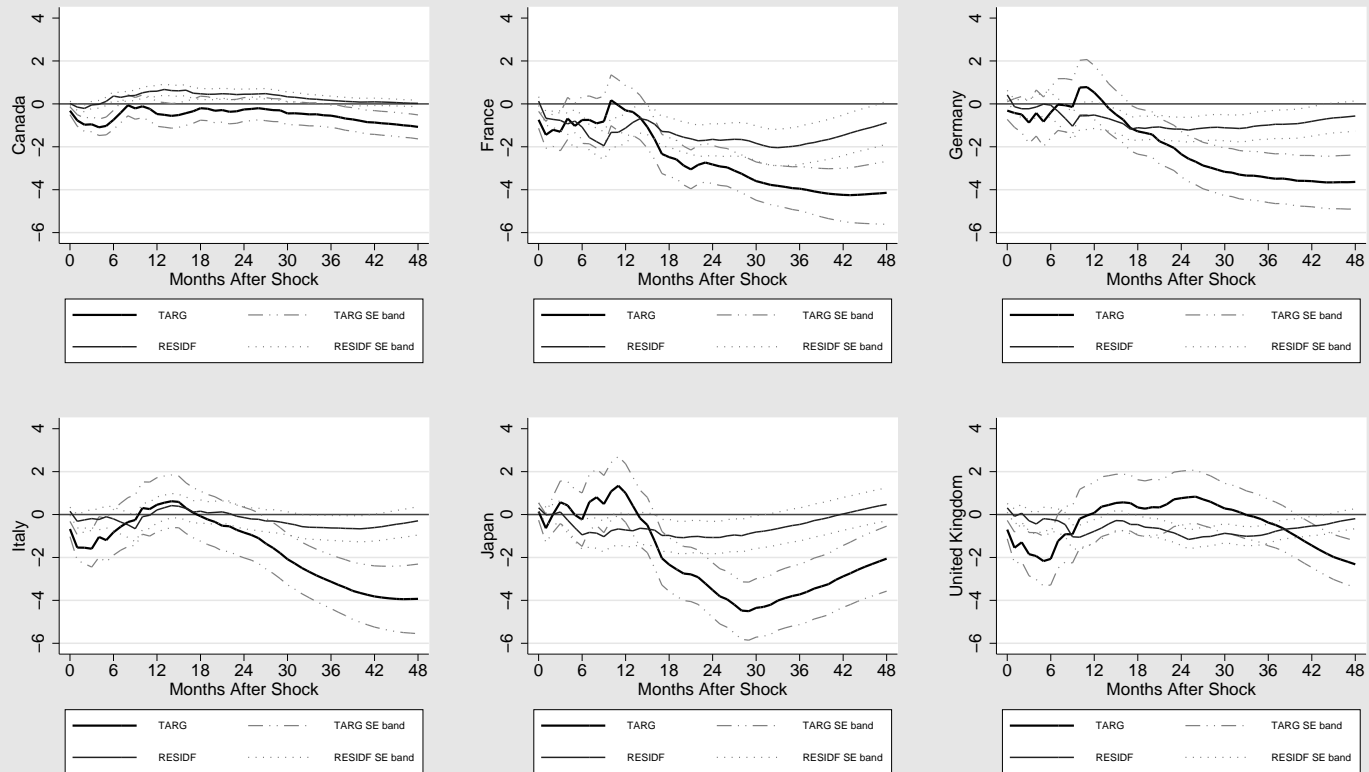 Canada
4
2
0
−2
−4
−6
0 6 12 18 24 30 36 42 48
Months After Shock
TARG TARG SE band
RESIDF RESIDF SE band
France
4
2
0
−2
−4
−6
0 6 12 18 24 30 36 42 48
Months After Shock
TARG TARG SE band
RESIDF RESIDF SE band
Germany
4
2
0
−2
−4
−6
0 6 12 18 24 30 36 42 48
Months After Shock
TARG TARG SE band
RESIDF RESIDF SE band
Italy
4
2
0
−2
−4
−6
0 6 12 18 24 30 36 42 48
Months After Shock
TARG TARG SE band
RESIDF RESIDF SE band
Japan
4
2
0
−2
−4
−6
0 6 12 18 24 30 36 42 48
Months After Shock
TARG TARG SE band
RESIDF RESIDF SE band
United Kingdom
4
2
0
−2
−4
−6
0 6 12 18 24 30 36 42 48
Months After Shock
TARG TARG SE band
RESIDF RESIDF SE band